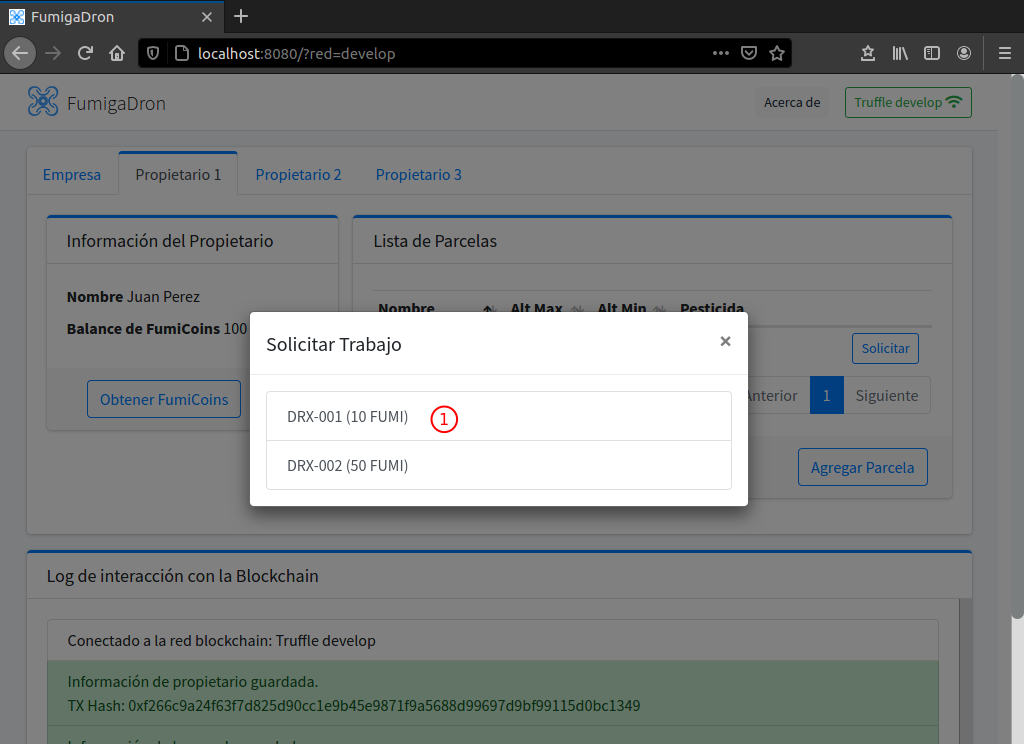 FumigaDron
localhost:8080/?red=develop
FumigaDron
Acerca de
Truffle develop
Empresa
Propietario 1
Propietario 2
Propietario 3
Información del Propietario
Lista de Parcelas
Nombre Juan Perez
Balance de FumiCoins 100
Obtener FumiCoins
Nombre Alt Max Alt Min Pesticida
Solicitar
Anterior 1 Siguiente
Agregar Parcela
Solicitar Trabajo ×
DRX-001 (10 FUMI) 1
DRX-002 (50 FUMI)
Log de interacción con la Blockchain
Conectado a la red blockchain: Truffle develop
Información de propietario guardada.
TX Hash: 0xf266c9a24f63f7d825d90cc1e9b45e9871f9a5688d99697d9bf99115d0bc1349